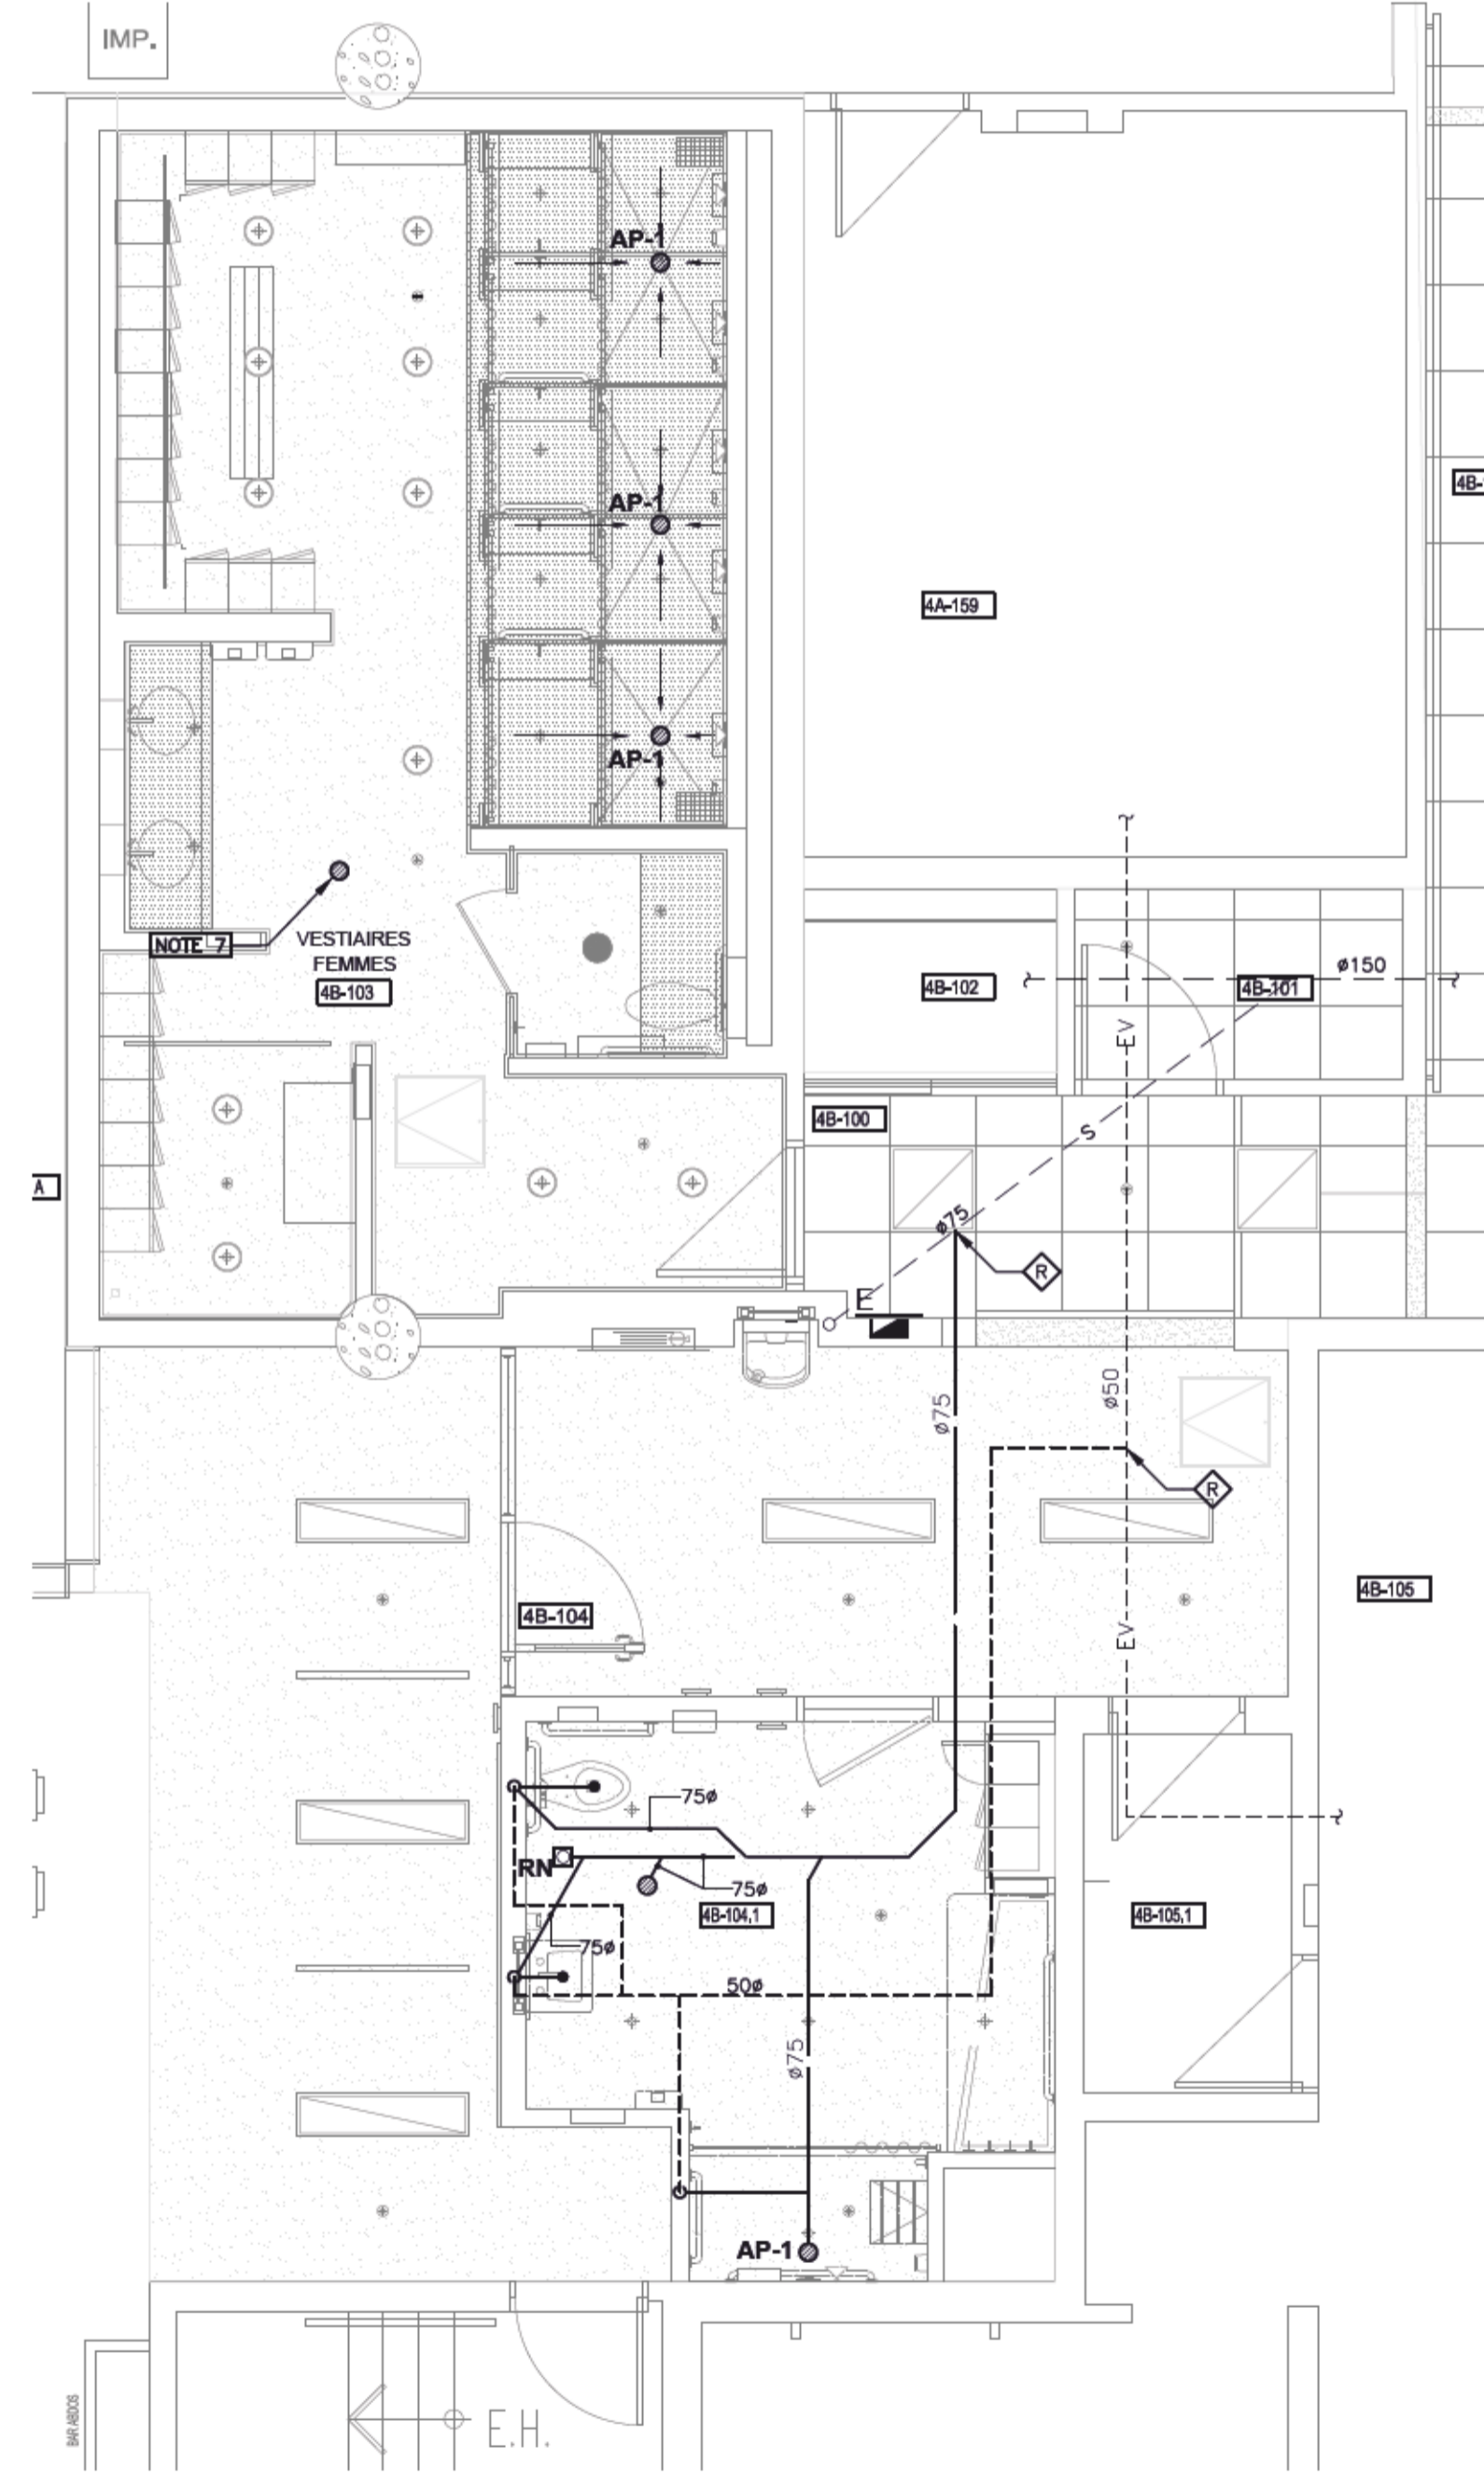 IMP.
AP-1
AP-1
4B-
4A-159
AP-1
NOTE 7
VESTIAIRES
FEMMES
4B-103
4B-102
ø150
4B-101
EV
4B-100
S
A
ø75
R
E
ø75
ø50
R
4B-105
4B-104
EV
75ø
RN
75ø
4B-104,1
4B-105,1
75ø
50ø
ø75
AP-1
BAR ABDOS
E.H.